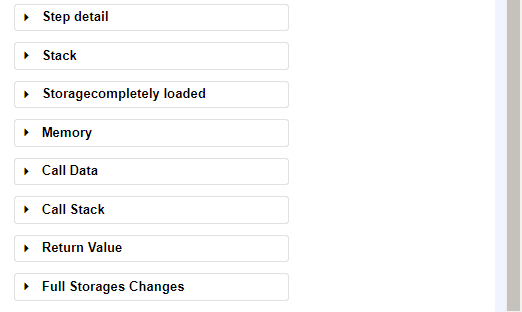 Step detail
Stack
Storagecompletely loaded
Memory
Call Data
Call Stack
Return Value
Full Storages Changes